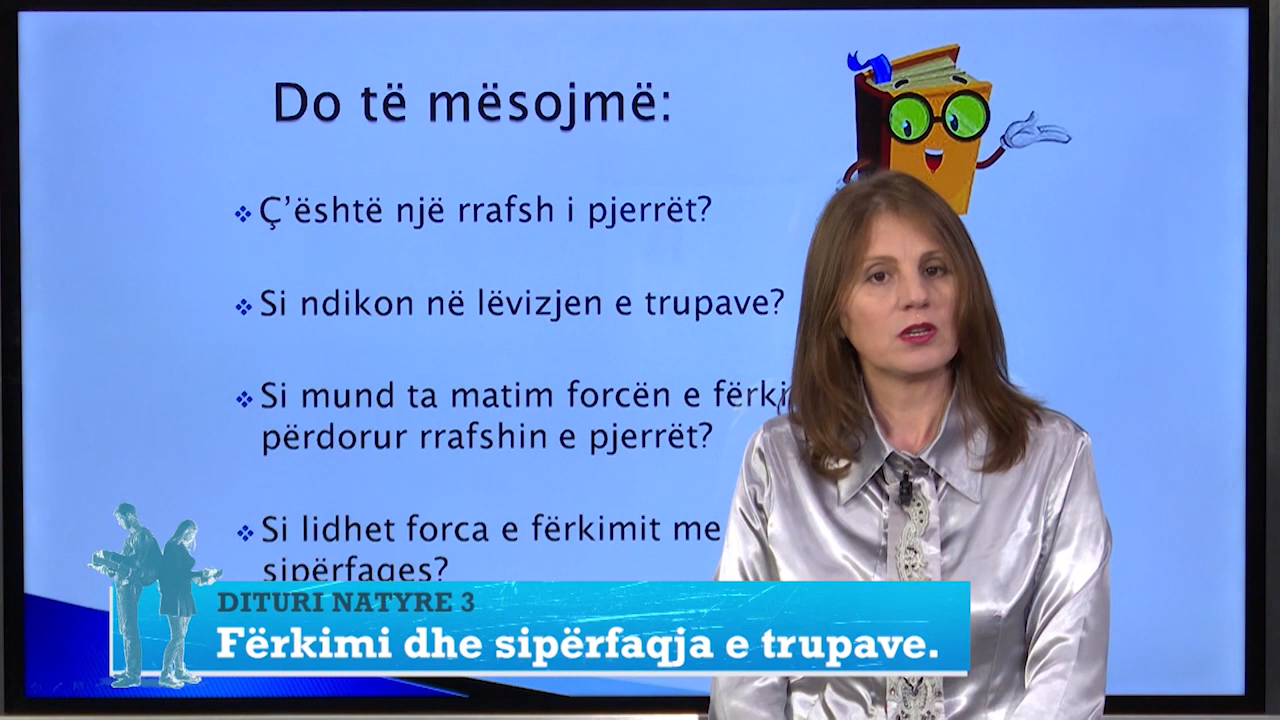 Do të mësojmë:
Ç'është një rrafsh i pjerrët?
Si ndikon në lëvizjen e trupave?
Si mund ta matim forcën e
përdorur rrafshin e pjerrët?
Si lidhet forca e fërkimit me
sipërfaqes?
DITURI NATYRE 3
Fërkimi dhe sipërfaqja e trupave.